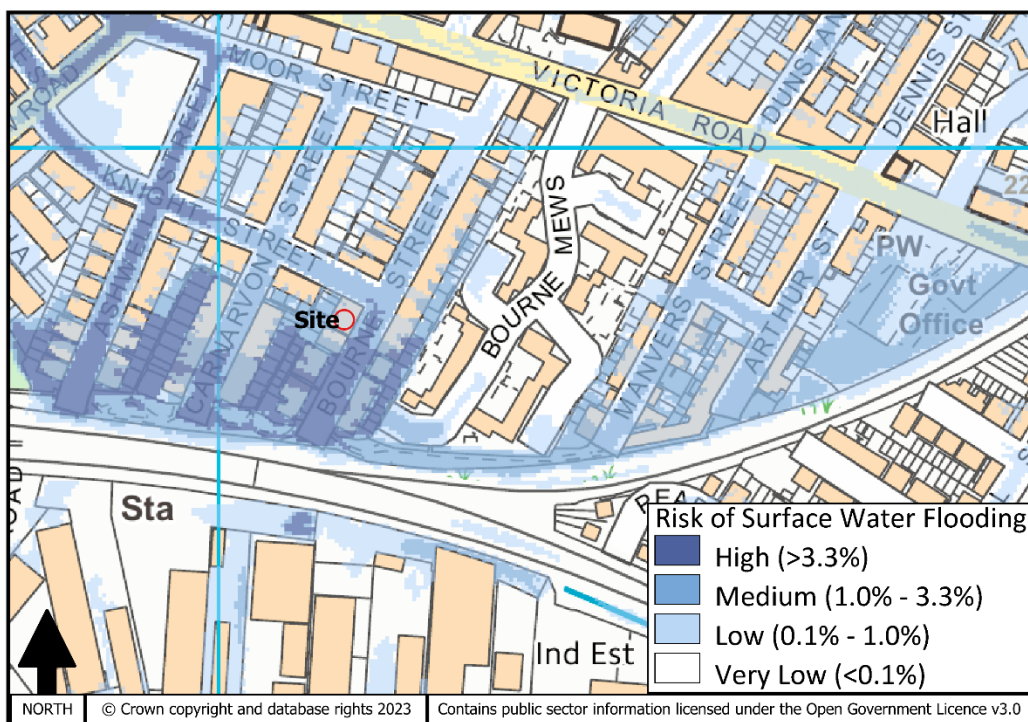 MOOR STREET
VICTORIA ROAD
DUNSTAN
DENNIS ST
Hall
ROAD
KNIGHT STREET
ASHWELL STREET
CARNARVON STREET
BOURNE STREET
BOURNE MEWS
MANVERS STREET
ARTHUR ST
PW
Govt
Office
22
Site
Sta
Ind Est
Risk of Surface Water Flooding
High (>3.3%)
Medium (1.0% - 3.3%)
Low (0.1% - 1.0%)
Very Low (<0.1%)
NORTH
© Crown copyright and database rights 2023
Contains public sector information licensed under the Open Government Licence v3.0